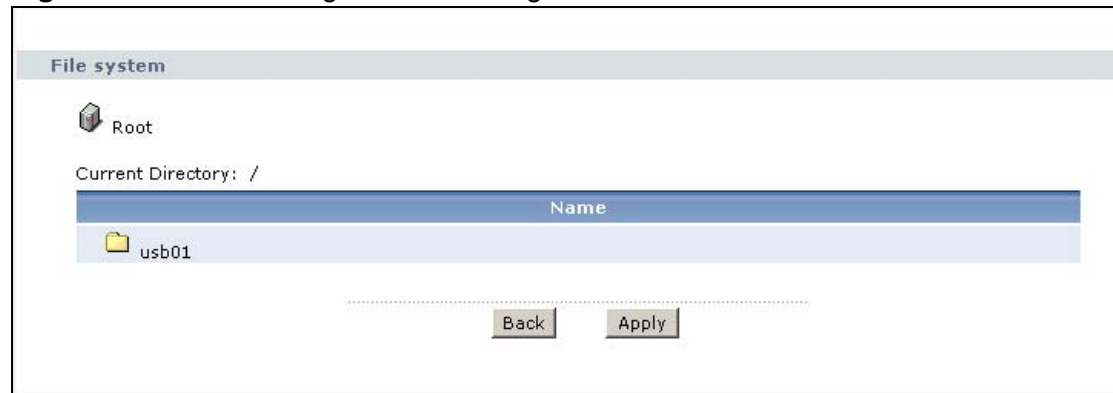 File system
Root
Current Directory: /
Name
usb01
Back Apply